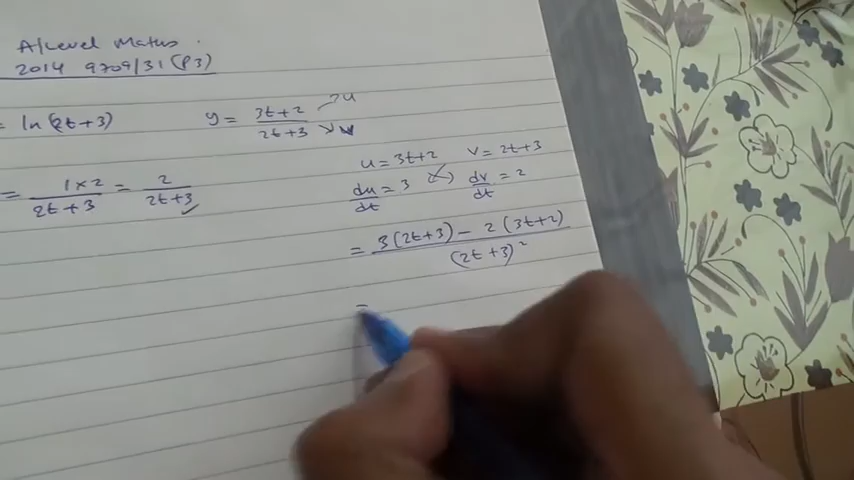 A|Level Maths.
2014 9709/31 (P3)
= ln(2t+3)
y = (3t+2)/(2t+3) → u → v
u = 3t+2 v = 2t+3
= (1×2)/(2t+3) = 2/(2t+3) ✓
du/dt = 3 dv/dt = 2
= (3(2t+3) - 2(3t+2))/(2t+3)²
=